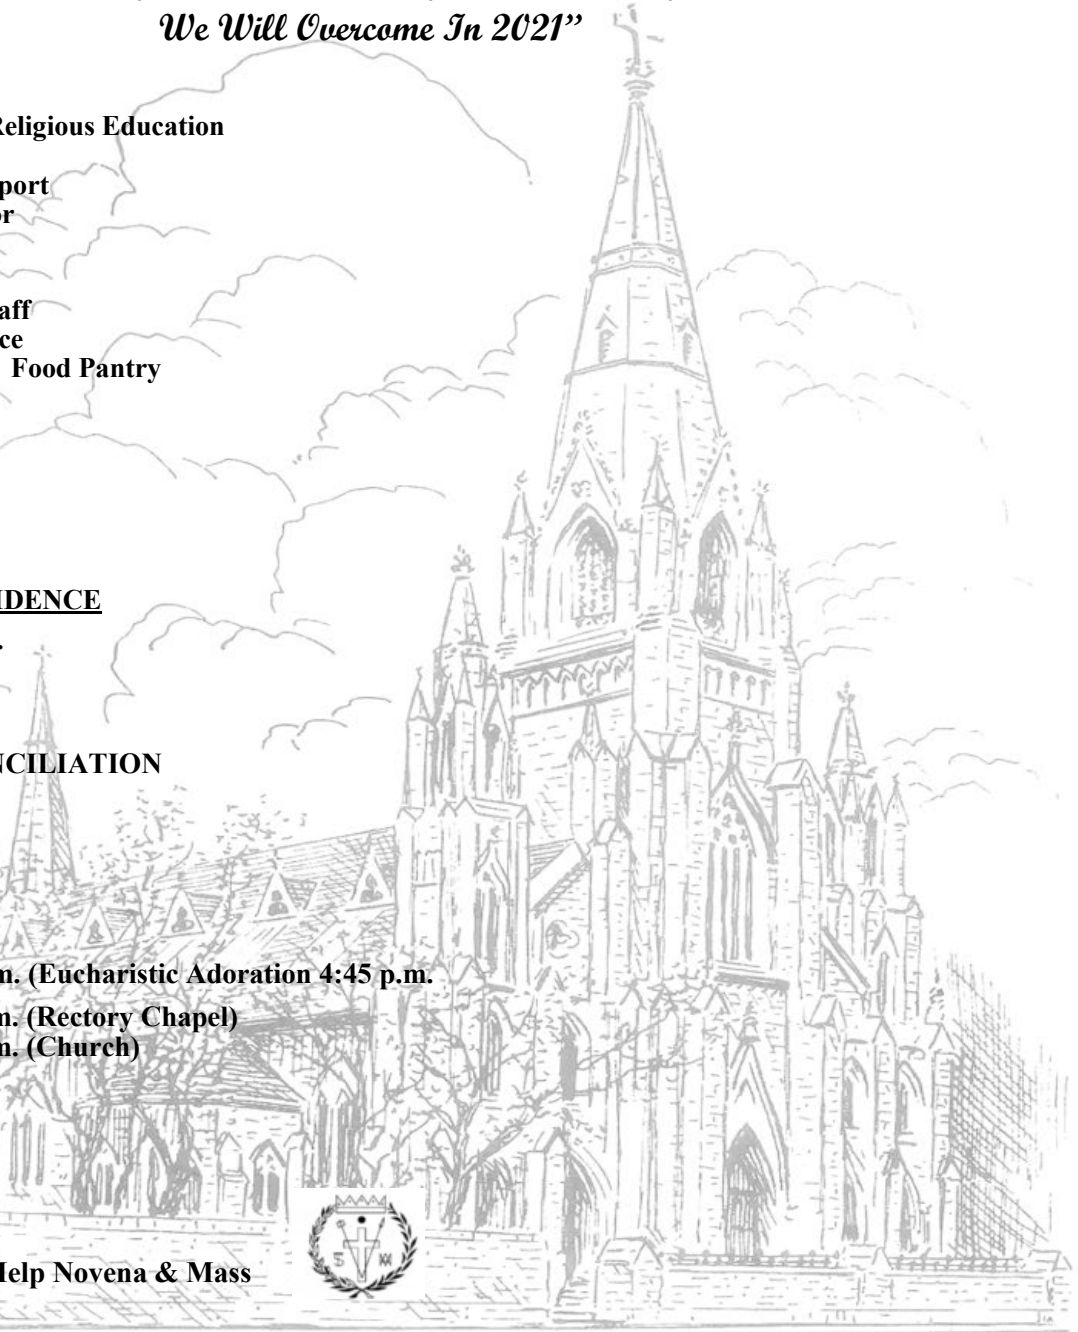 We Will Overcome In 2021”
Religious Education
port
or
aff
ce
Food Pantry
IDENCE
.
NCILIATION
m. (Eucharistic Adoration 4:45 p.m.
m. (Rectory Chapel)
m. (Church)
Help Novena & Mass